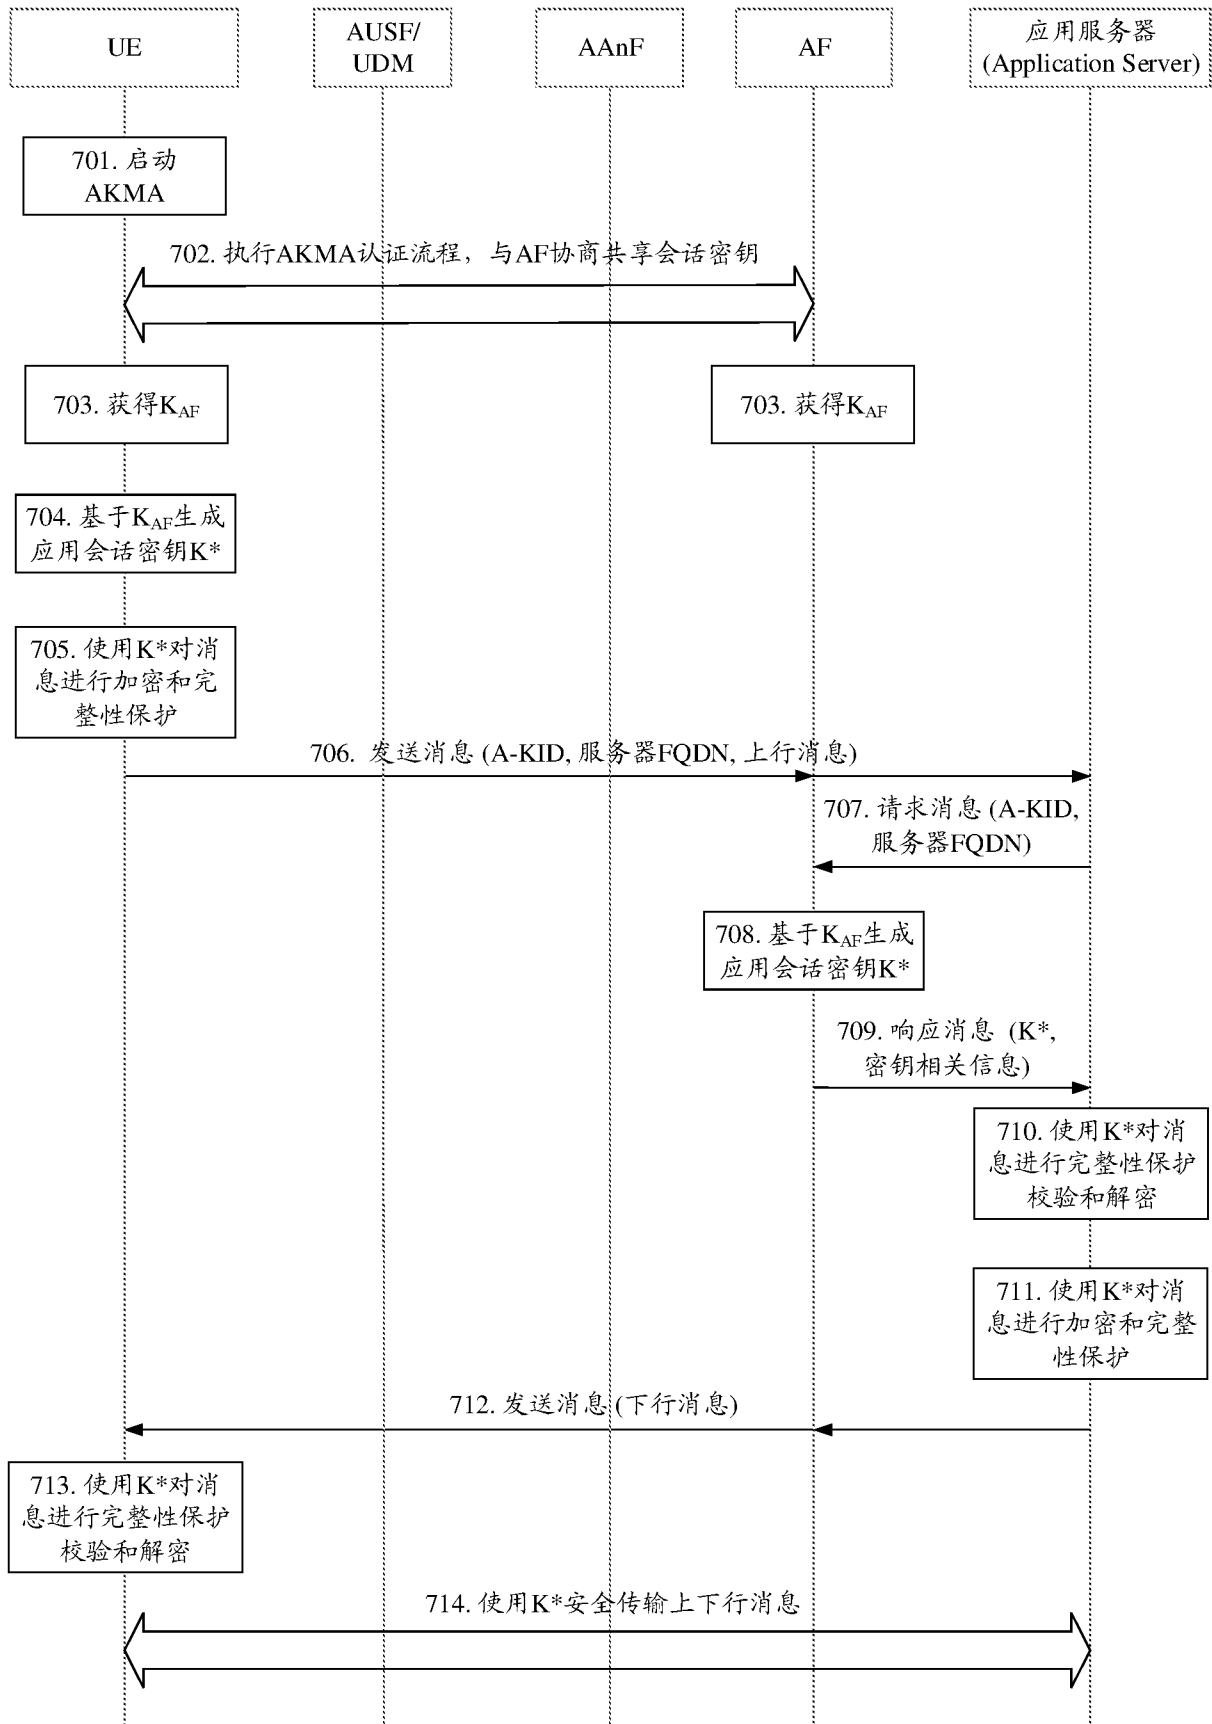 UE
AUSF/
UDM
AAnF
AF
应用服务器
(Application Server)
701. 启动
AKMA
702. 执行AKMA认证流程，与AF协商共享会话密钥
703. 获得KAF
703. 获得KAF
704. 基于KAF生成
应用会话密钥K*
705. 使用K*对消
息进行加密和完
整性保护
706. 发送消息 (A-KID, 服务器FQDN, 上行消息)
707. 请求消息 (A-KID,
服务器FQDN)
708. 基于KAF生成
应用会话密钥K*
709. 响应消息 (K*,
密钥相关信息)
710. 使用K*对消
息进行完整性保护
校验和解密
711. 使用K*对消
息进行加密和完整
性保护
712. 发送消息 (下行消息)
713. 使用K*对消
息进行完整性保护
校验和解密
714. 使用K*安全传输上下行消息